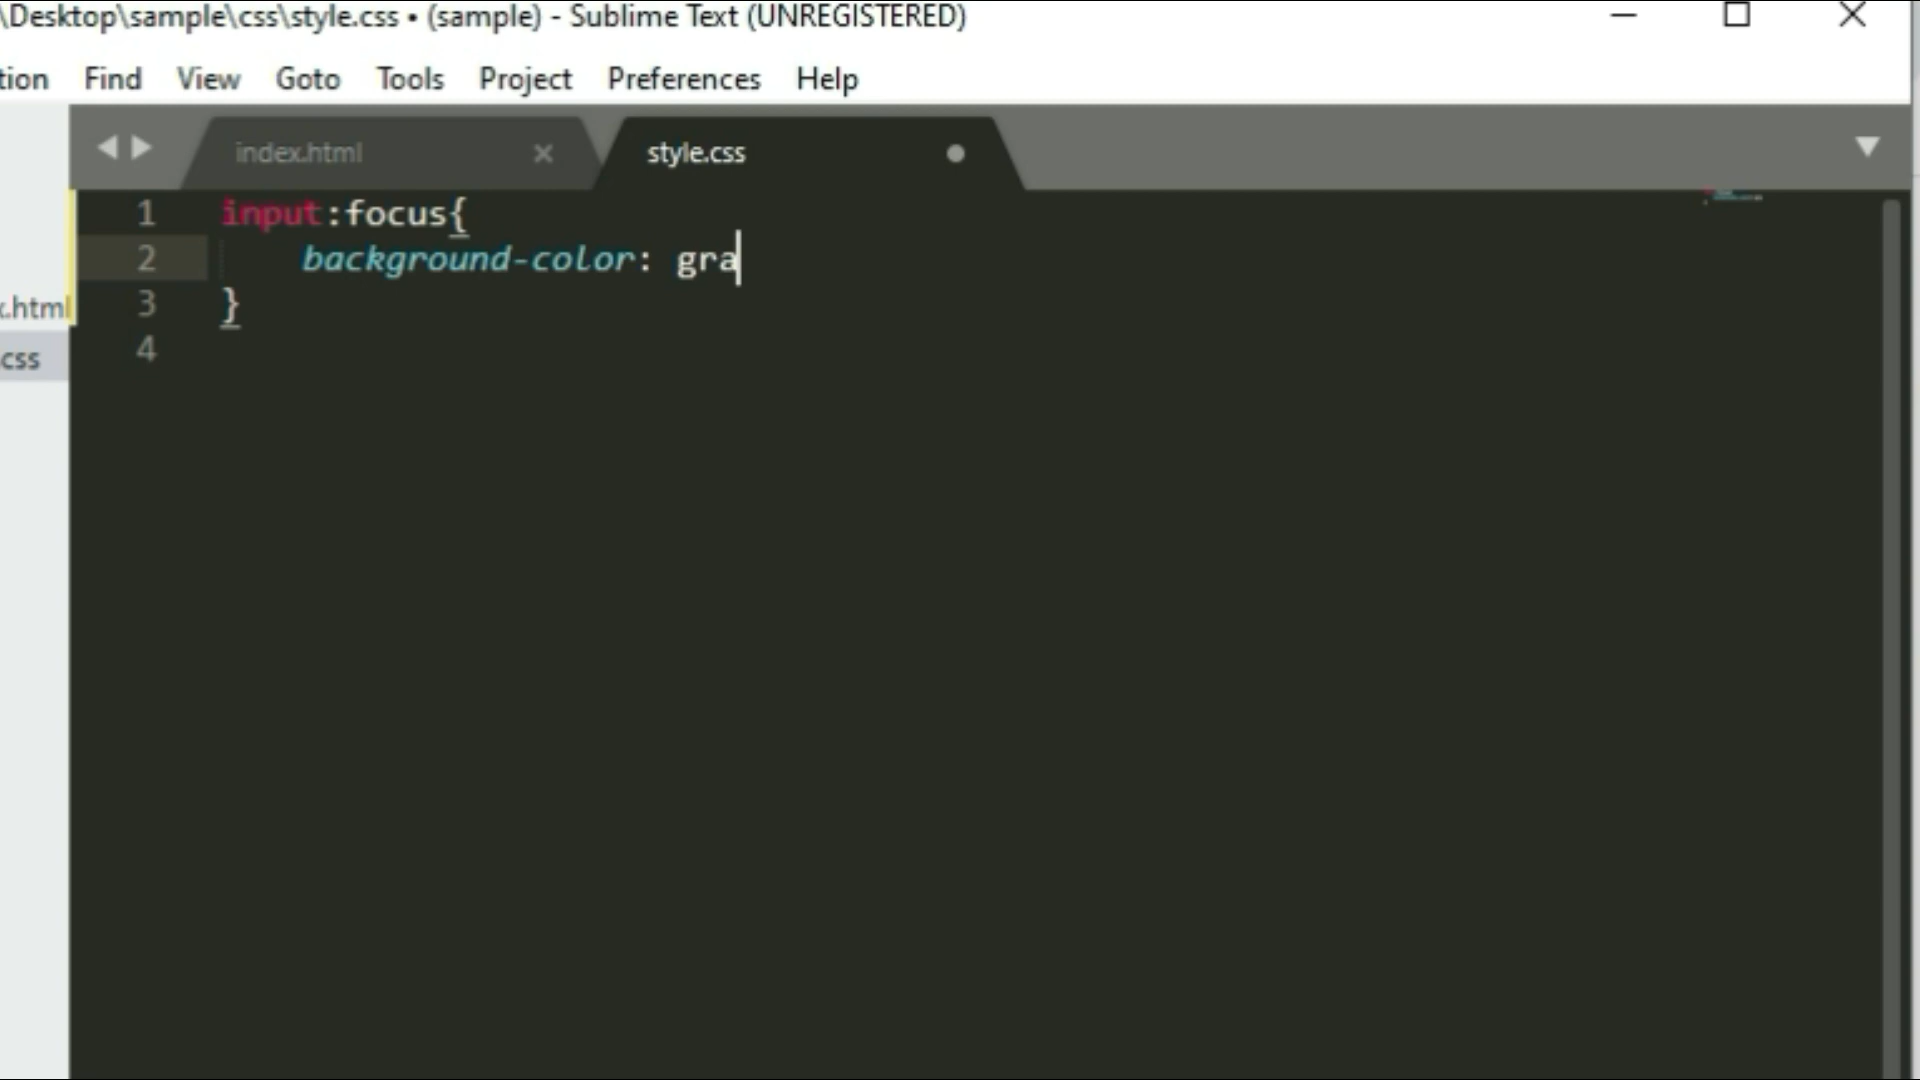 \Desktop\sample\css\style.css • (sample) - Sublime Text (UNREGISTERED)
tion Find View Goto Tools Project Preferences Help
index.html × style.css
1 input:focus{
2 background-color: gra
.html
3 }
css
4